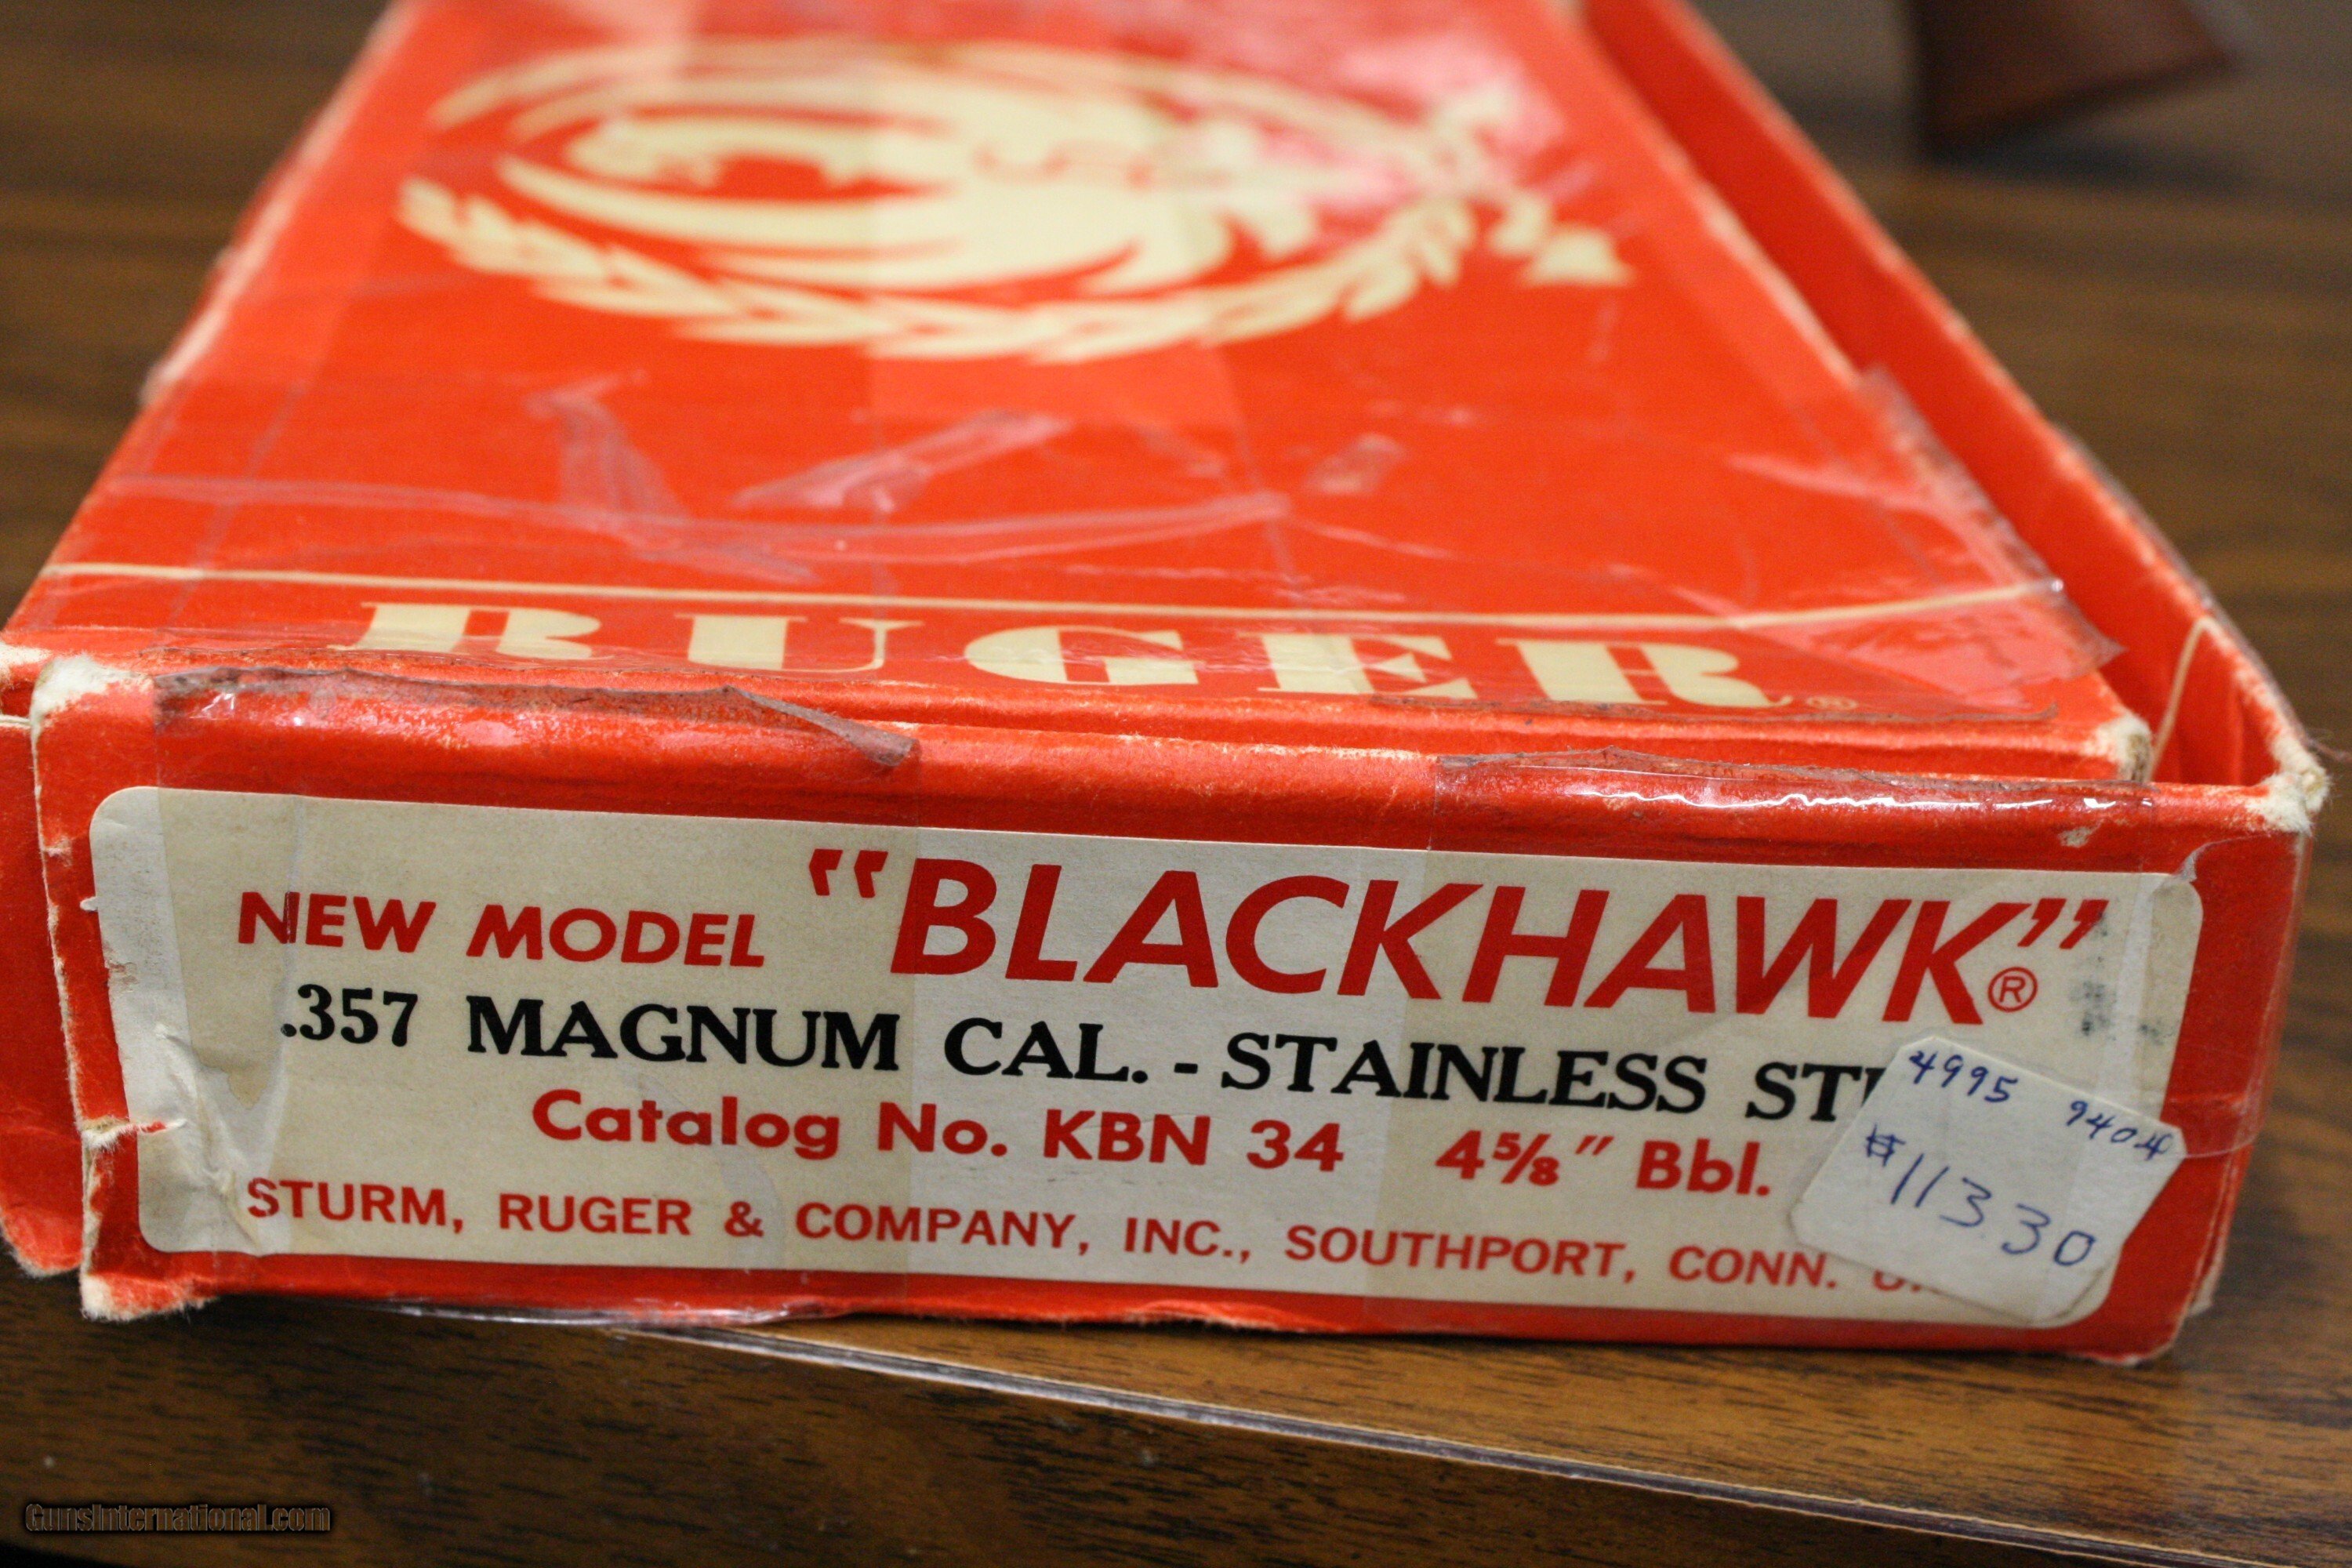 RUGER®
NEW MODEL "BLACKHAWK"®
.357 MAGNUM CAL. - STAINLESS
Catalog No. KBN 34 4⅝" Bbl.
STURM, RUGER & COMPANY, INC., SOUTHPORT, CONN.
4995 9404
#11330
GunsInternational.com